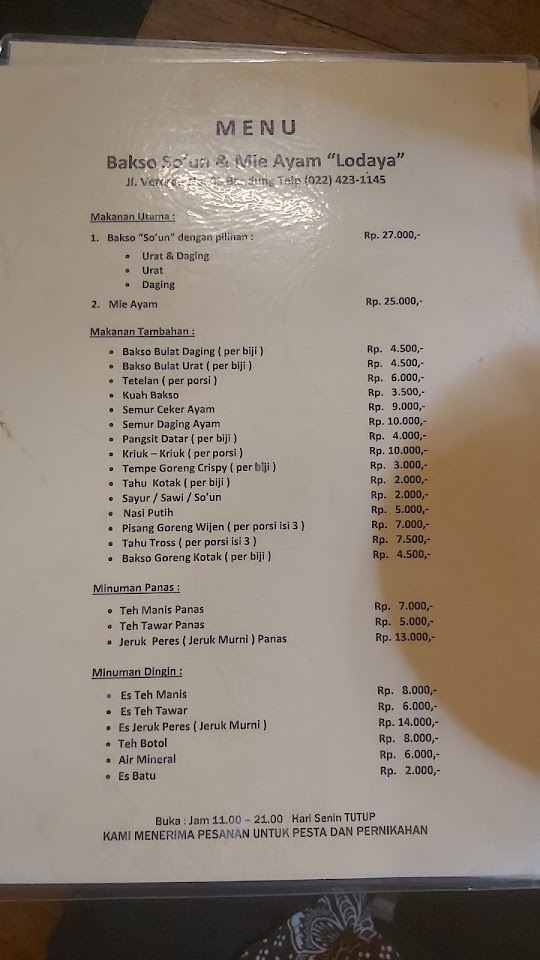 MENU
Bakso So'un & Mie Ayam "Lodaya"
Jl. Bandung Telp (022) 423-1145
Makanan Utama :
1. Bakso "So'un" dengan pilihan : Rp. 27.000,-
• Urat & Daging
• Urat
• Daging
2. Mie Ayam Rp. 25.000,-
Makanan Tambahan :
• Bakso Bulat Daging ( per biji ) Rp. 4.500,-
• Bakso Bulat Urat ( per biji ) Rp. 4.500,-
• Tetelan ( per porsi ) Rp. 6.000,-
• Kuah Bakso Rp. 3.500,-
• Semur Ceker Ayam Rp. 9.000,-
• Semur Daging Ayam Rp. 10.000,-
• Pangsit Datar ( per biji ) Rp. 4.000,-
• Kriuk – Kriuk ( per porsi ) Rp. 10.000,-
• Tempe Goreng Crispy ( per biji ) Rp. 3.000,-
• Tahu Kotak ( per biji ) Rp. 2.000,-
• Sayur / Sawi / So'un Rp. 2.000,-
• Nasi Putih Rp. 5.000,-
• Pisang Goreng Wijen ( per porsi isi 3 ) Rp. 7.000,-
• Tahu Tross ( per porsi isi 3 ) Rp. 7.500,-
• Bakso Goreng Kotak ( per biji ) Rp. 4.500,-
Minuman Panas :
• Teh Manis Panas Rp. 7.000,-
• Teh Tawar Panas Rp. 5.000,-
• Jeruk Peres ( Jeruk Murni ) Panas Rp. 13.000,-
Minuman Dingin :
• Es Teh Manis Rp. 8.000,-
• Es Teh Tawar Rp. 6.000,-
• Es Jeruk Peres ( Jeruk Murni ) Rp. 14.000,-
• Teh Botol Rp. 8.000,-
• Air Mineral Rp. 6.000,-
• Es Batu Rp. 2.000,-
Buka : Jam 11.00 – 21.00 Hari Senin TUTUP
KAMI MENERIMA PESANAN UNTUK PESTA DAN PERNIKAHAN